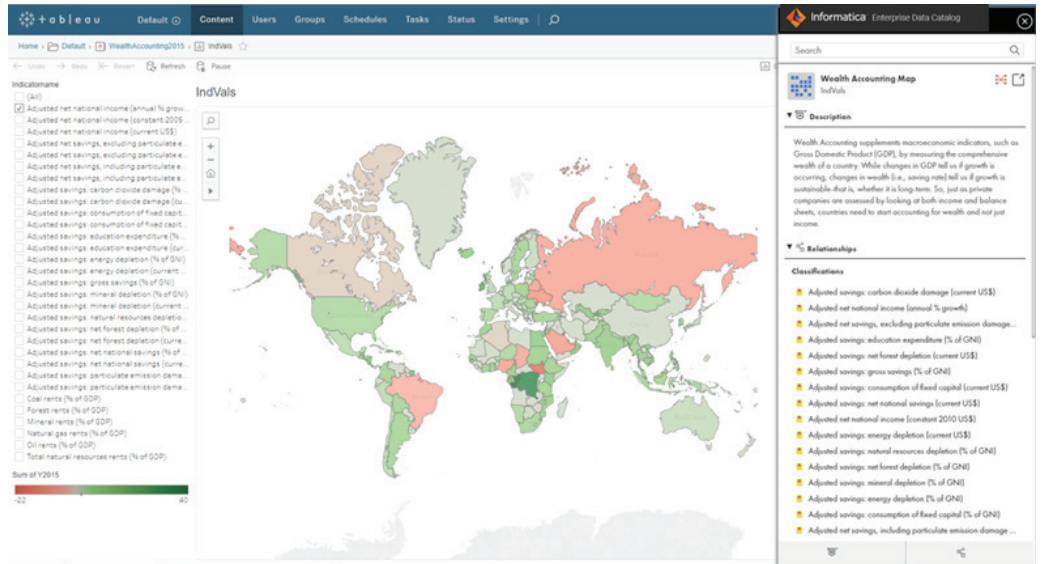 +ableau
Default
Content
Users
Groups
Schedules
Tasks
Status
Settings
Home
Default
WealthAccounting2015
IndVals
Undo
Redo
Revert
Refresh
Pause
Indicatorname
(All)
Adjusted net national income (annual % grow...
Adjusted net national income (constant 2005 ...
Adjusted net national income (current US$)
Adjusted net savings, excluding particulate e...
Adjusted net savings, excluding particulate e...
Adjusted net savings, including particulate e...
Adjusted net savings, including particulate e...
Adjusted savings: carbon dioxide damage (% ...
Adjusted savings: carbon dioxide damage (cu...
Adjusted savings: consumption of fixed capit...
Adjusted savings: consumption of fixed capit...
Adjusted savings: education expenditure (% ...
Adjusted savings: education expenditure (cur...
Adjusted savings: energy depletion (% of GNI)
Adjusted savings: energy depletion (current ...
Adjusted savings: gross savings (% of GNI)
Adjusted savings: mineral depletion (% of GNI)
Adjusted savings: mineral depletion (current ...
Adjusted savings: natural resources depletio...
Adjusted savings: net forest depletion (% of ...
Adjusted savings: net forest depletion (curre...
Adjusted savings: net national savings (% of ...
Adjusted savings: net national savings (curre...
Adjusted savings: particulate emission dama...
Adjusted savings: particulate emission dama...
Coal rents (% of GDP)
Forest rents (% of GDP)
Mineral rents (% of GDP)
Natural gas rents (% of GDP)
Oil rents (% of GDP)
Total natural resources rents (% of GDP)
Sum of Y2015
-22
40
IndVals
Informatica Enterprise Data Catalog
Search
Wealth Accounting Map
IndVals
Description
Wealth Accounting supplements macroeconomic indicators, such as
Gross Domestic Product (GDP), by measuring the comprehensive
wealth of a country. While changes in GDP tell us if growth is
occurring, changes in wealth (i.e., saving rate) tell us if growth is
sustainable-that is, whether it is long-term. So, just as private
companies are assessed by looking at both income and balance
sheets, countries need to start accounting for wealth and not just
income.
Relationships
Classifications
Adjusted savings: carbon dioxide damage (current US$)
Adjusted net national income (annual % growth)
Adjusted net savings, excluding particulate emission damage...
Adjusted savings: education expenditure (% of GNI)
Adjusted savings: net forest depletion (current US$)
Adjusted savings: gross savings (% of GNI)
Adjusted savings: consumption of fixed capital (current US$)
Adjusted savings: net national savings (current US$)
Adjusted net national income (constant 2010 US$)
Adjusted savings: energy depletion (current US$)
Adjusted savings: natural resources depletion (% of GNI)
Adjusted savings: net forest depletion (% of GNI)
Adjusted savings: mineral depletion (% of GNI)
Adjusted savings: energy depletion (% of GNI)
Adjusted savings: consumption of fixed capital (% of GNI)
Adjusted net savings, including particulate emission damage ...